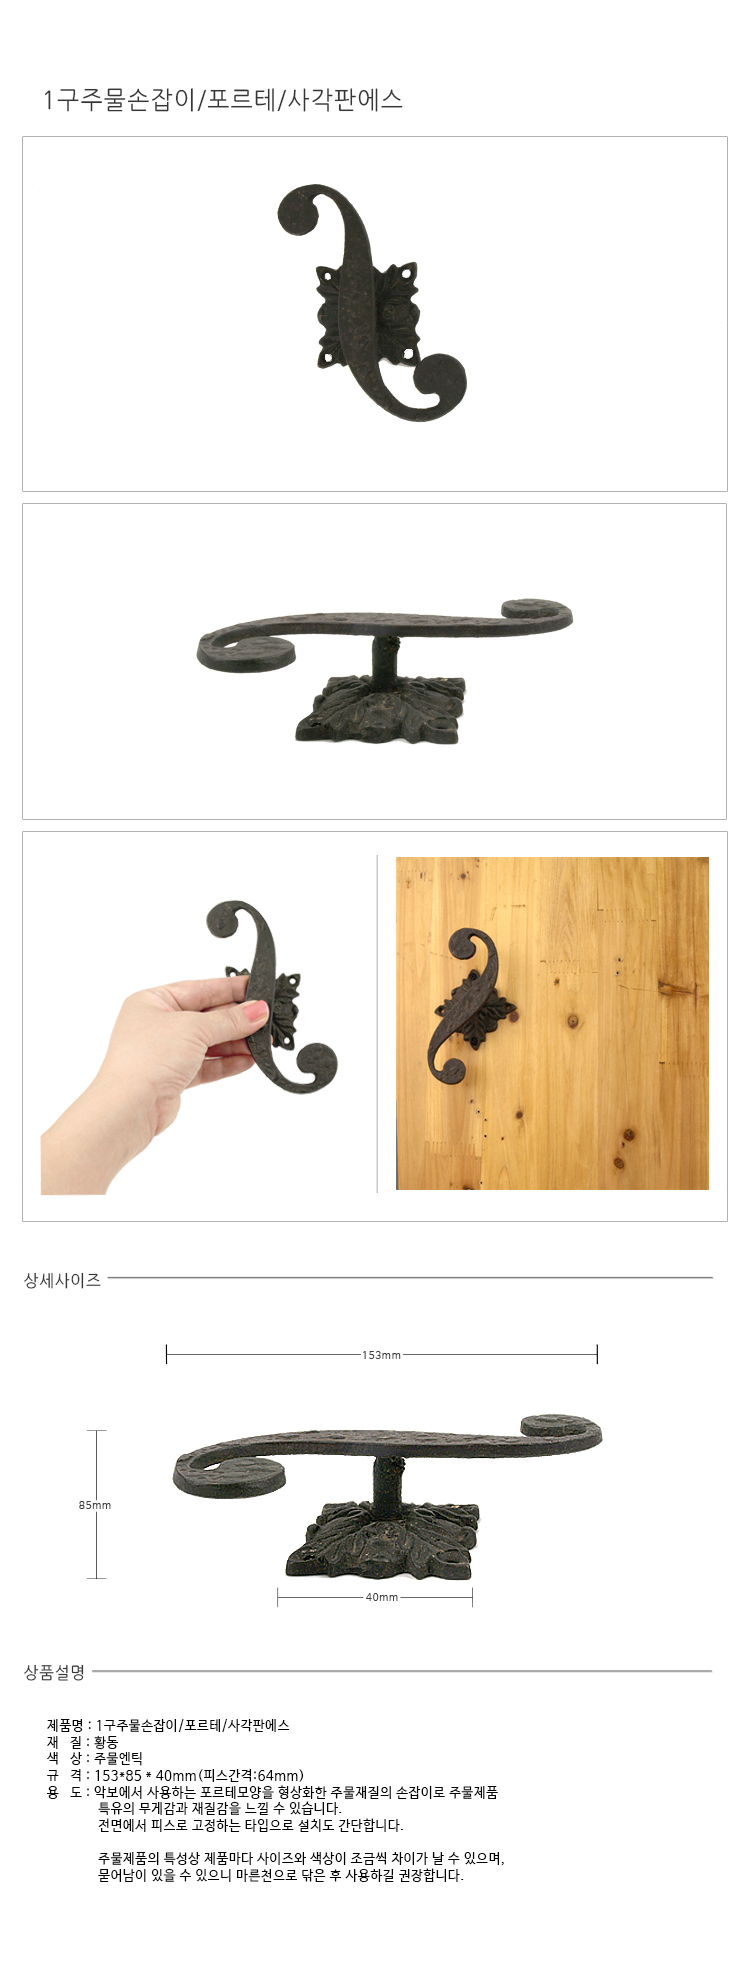 1구주물손잡이/포르테/사각판에스
상세사이즈
153mm
85mm
40mm
상품설명
제품명 : 1구주물손잡이/포르테/사각판에스
재 질 : 황동
색 상 : 주물엔틱
규 격 : 153*85 * 40mm(피스간격:64mm)
용 도 : 악보에서 사용하는 포르테모양을 형상화한 주물재질의 손잡이로 주물제품
특유의 무게감과 재질감을 느낄 수 있습니다.
전면에서 피스로 고정하는 타입으로 설치도 간단합니다.
주물제품의 특성상 제품마다 사이즈와 색상이 조금씩 차이가 날 수 있으며,
묻어남이 있을 수 있으니 마른천으로 닦은 후 사용하길 권장합니다.